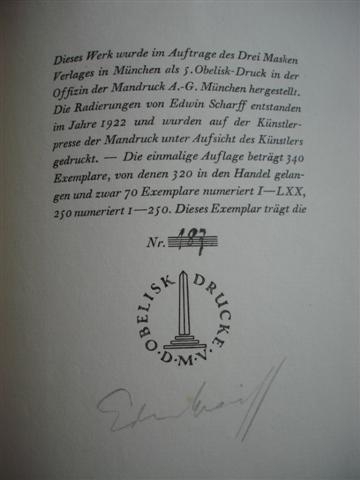 Dieses Werk wurde im Auftrage des Drei Masken
Verlages in München als 5. Obelisk-Druck in der
Offizin der Mandruck A.-G. München hergestellt.
Die Radierungen von Edwin Scharff entstanden
im Jahre 1922 und wurden auf der Künstler-
presse der Mandruck unter Aufsicht des Künstlers
gedruckt. — Die einmalige Auflage beträgt 340
Exemplare, von denen 320 in den Handel gelan-
gen und zwar 70 Exemplare numeriert I—LXX,
250 numeriert 1—250. Dieses Exemplar trägt die
Nr. 187
OBELISK DRUCKE
·D·M·V·
Edwin Scharff